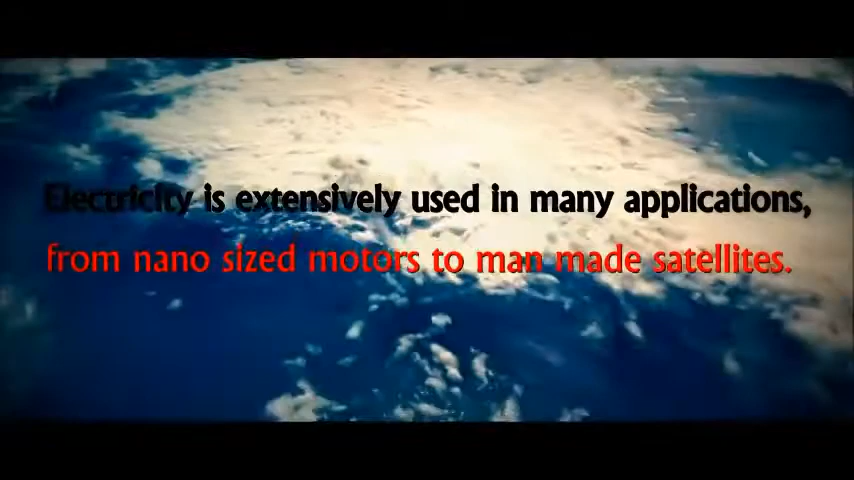 Electricity is extensively used in many applications,
from nano sized motors to man made satellites.